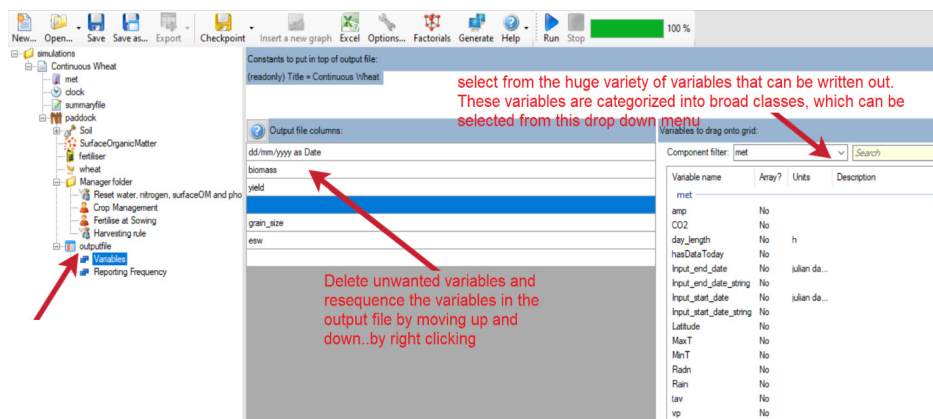 New... Open... Save Save as... Export Checkpoint Insert a new graph Excel Options... Factorials Generate Help Run Stop 100 %
simulations
Continuous Wheat
met
clock
summaryfile
paddock
Soil
SurfaceOrganicMatter
fertiliser
wheat
Manager folder
Reset water, nitrogen, surfaceOM and pho
Crop Management
Fertilise at Sowing
Harvesting rule
outputfile
Variables
Reporting Frequency
Constants to put in top of output file:
(readonly) Title = Continuous Wheat
select from the huge variety of variables that can be written out.
These variables are categorized into broad classes, which can be
selected from this drop down menu
Output file columns:
dd/mm/yyyy as Date
biomass
yield
grain_size
esw
Delete unwanted variables and
resequence the variables in the
output file by moving up and
down..by right clicking
Variables to drag onto grid:
Component filter: met Search
Variable name Array? Units Description
met
amp No
CO2 No
day_length No h
hasDataToday No
Input_end_date No julian da...
Input_end_date_string No
Input_start_date No julian da...
Input_start_date_string No
Latitude No
MaxT No
MinT No
Radn No
Rain No
tav No
vp No